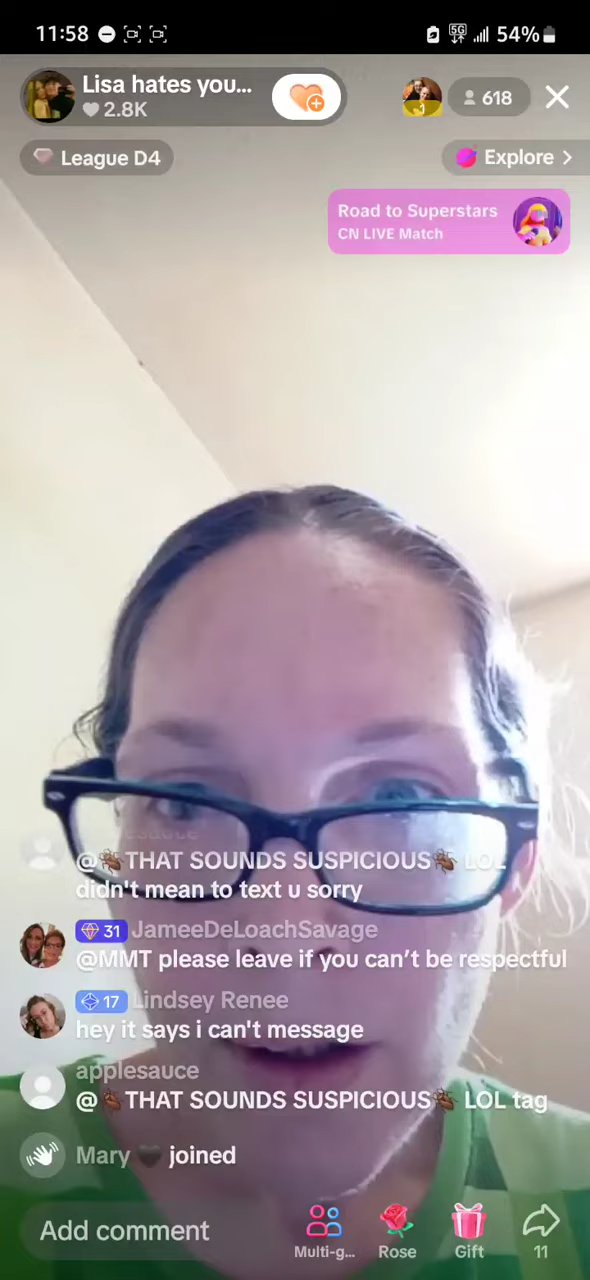 11:58
5G
54%
Lisa hates you...
2.8K
1
618
League D4
Explore >
Road to Superstars
CN LIVE Match
@🪳THAT SOUNDS SUSPICIOUS🪳 LOL
didn't mean to text u sorry
31 JameeDeLoachSavage
@MMT please leave if you can't be respectful
17 Lindsey Renee
hey it says i can't message
applesauce
@🪳THAT SOUNDS SUSPICIOUS🪳 LOL tag
Mary 🖤 joined
Add comment
Multi-g...
Rose
Gift
11